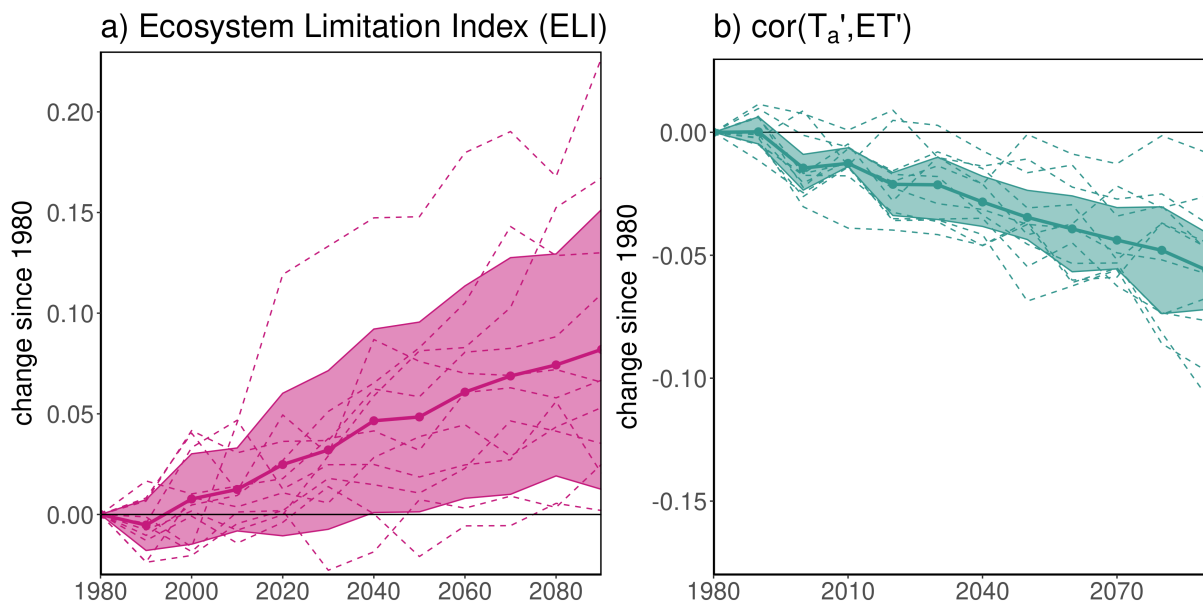 a) Ecosystem Limitation Index (ELI)
change since 1980
0.20
0.15
0.10
0.05
0.00
1980 2000 2020 2040 2060 2080
b) cor(Ta',ET')
change since 1980
0.00
-0.05
-0.10
-0.15
1980 2010 2040 2070